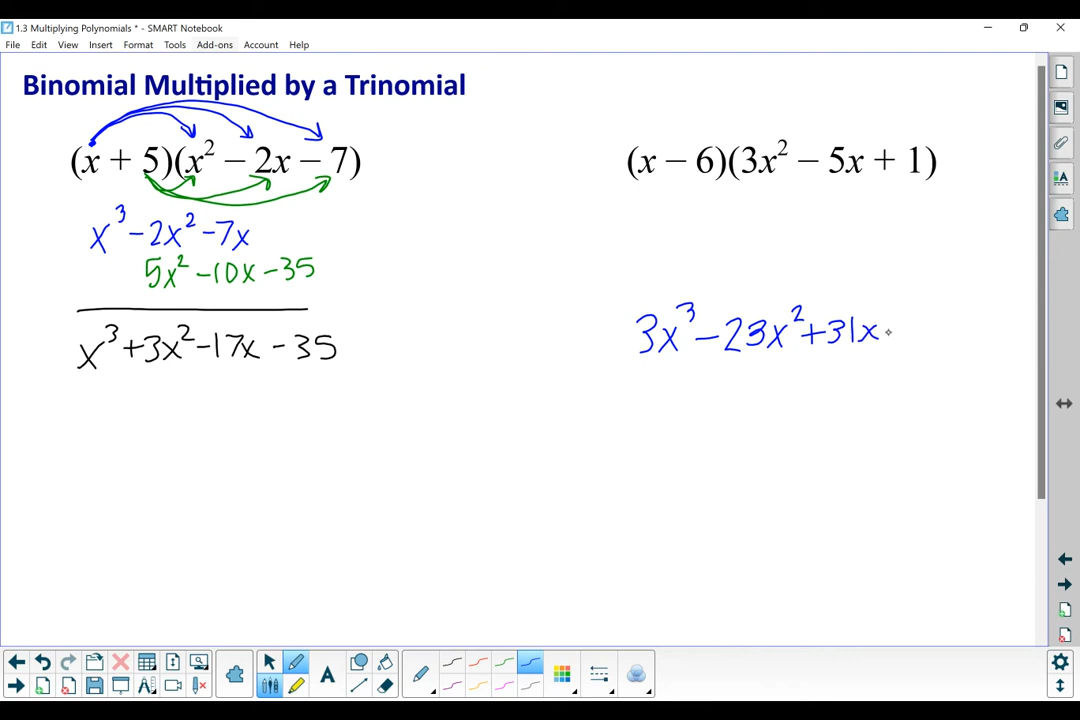 1.3 Multiplying Polynomials * - SMART Notebook
File Edit View Insert Format Tools Add-ons Account Help
Binomial Multiplied by a Trinomial
(x + 5)(x² − 2x − 7)
x³ − 2x² − 7x
5x² − 10x − 35
x³ + 3x² − 17x − 35
(x − 6)(3x² − 5x + 1)
3x³ − 23x² + 31x